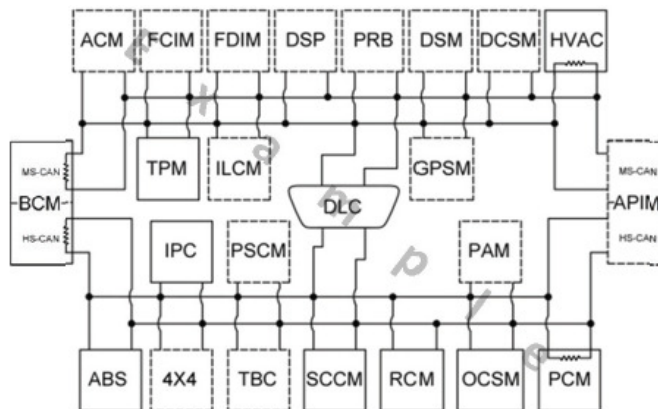 ACM FCIM FDIM DSP PRB DSM DCSM HVAC
TPM ILCM GPSM
MS-CAN MS-CAN
BCM DLC APIM
HS-CAN HS-CAN
IPC PSCM PAM
ABS 4X4 TBC SCCM RCM OCSM PCM
Example